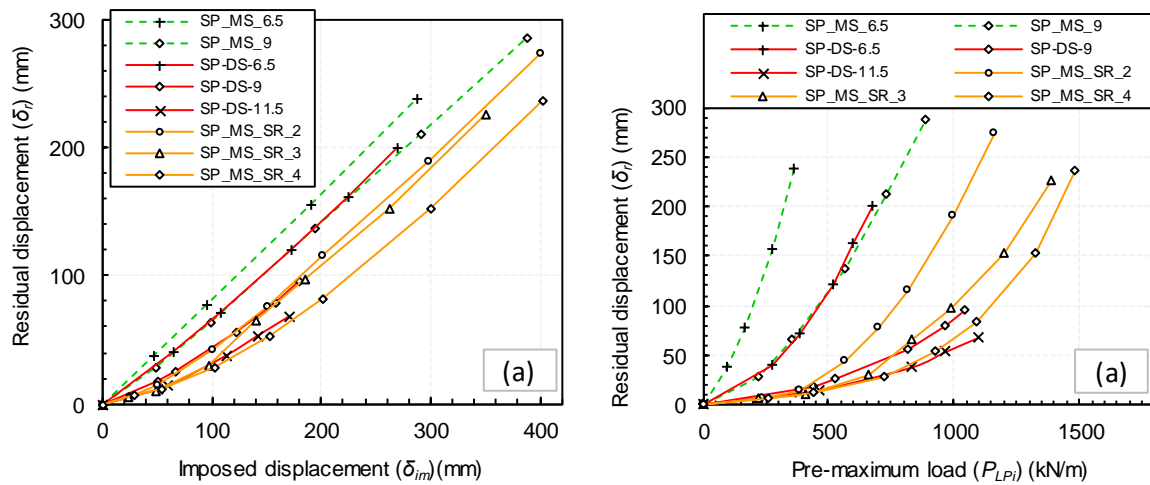 300
200
100
0
0
100
200
300
400
Residual displacement (δr) (mm)
Imposed displacement (δim)(mm)
SP_MS_6.5
SP_MS_9
SP-DS-6.5
SP-DS-9
SP-DS-11.5
SP_MS_SR_2
SP_MS_SR_3
SP_MS_SR_4
(a)
SP_MS_6.5 SP_MS_9
SP-DS-6.5 SP-DS-9
SP-DS-11.5 SP_MS_SR_2
SP_MS_SR_3 SP_MS_SR_4
300
250
200
150
100
50
0
0
500
1000
1500
Residual displacement (δr) (mm)
Pre-maximum load (PLPi) (kN/m)
(a)